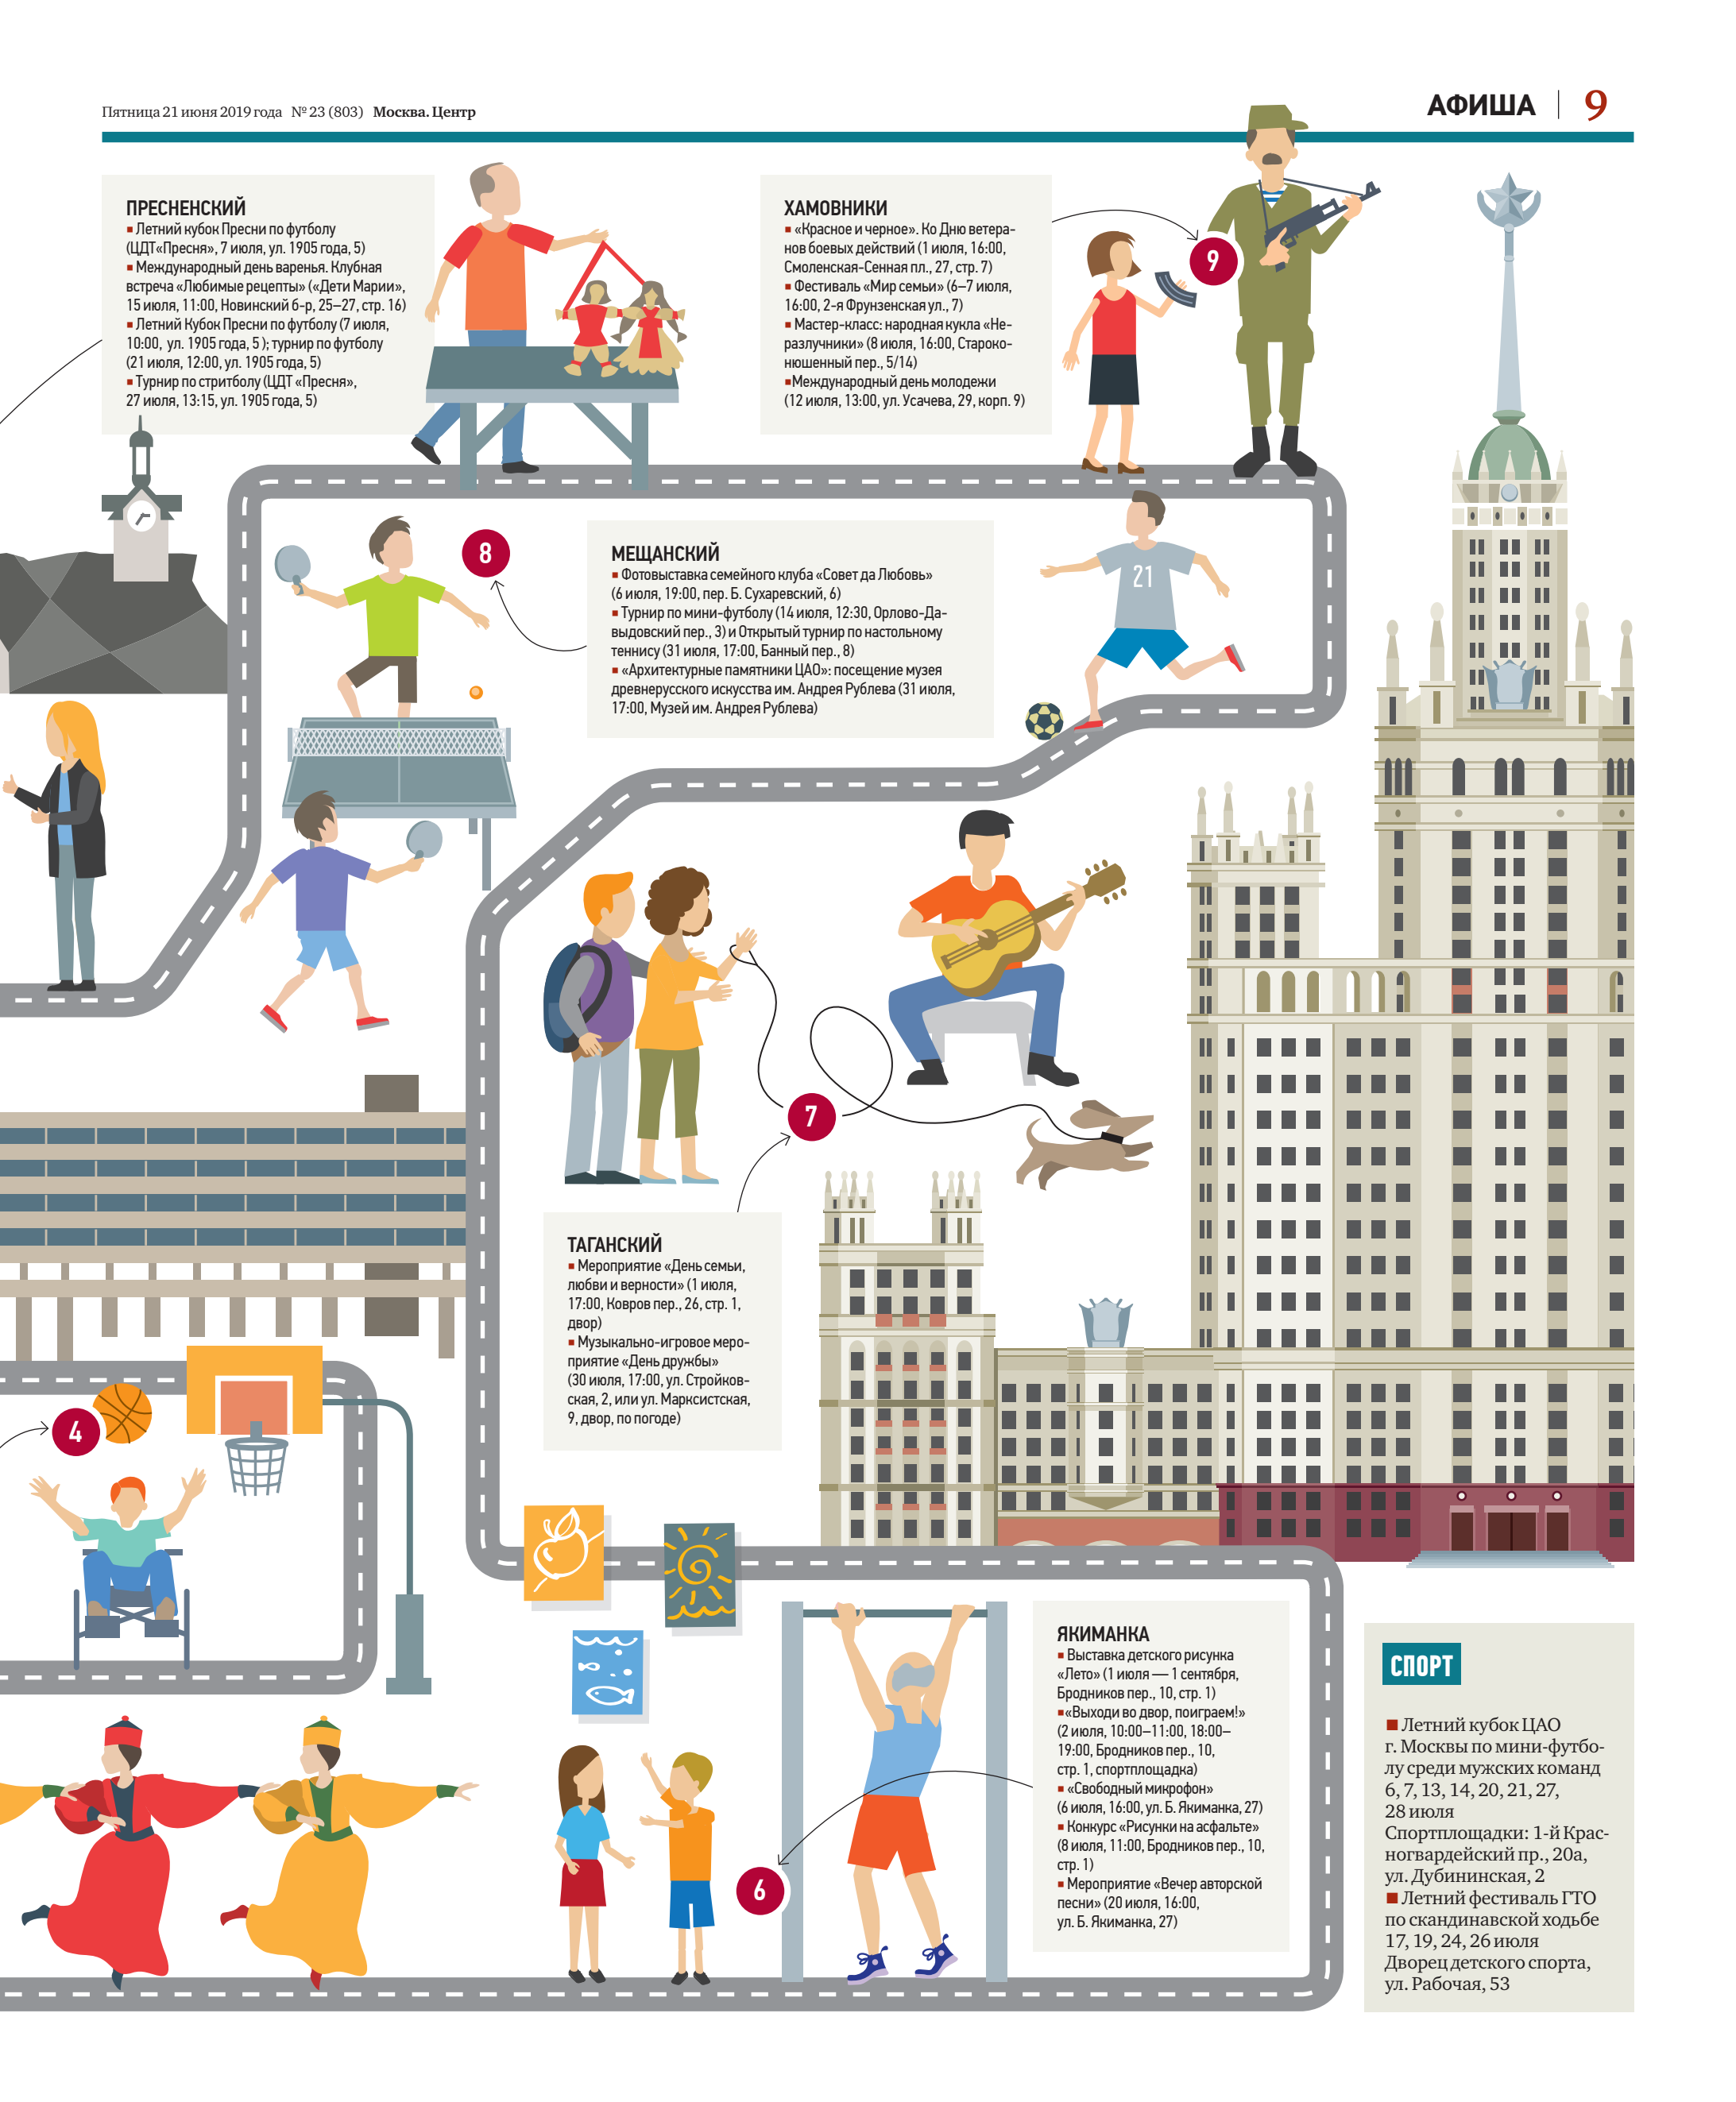 Пятница 21 июня 2019 года № 23 (803) Москва. Центр
АФИША 9
ПРЕСНЕНСКИЙ
▪ Летний кубок Пресни по футболу
(ЦДТ«Пресня», 7 июля, ул. 1905 года, 5)
▪ Международный день варенья. Клубная
встреча «Любимые рецепты» («Дети Марии»,
15 июля, 11:00, Новинский б-р, 25–27, стр. 16)
▪ Летний Кубок Пресни по футболу (7 июля,
10:00, ул. 1905 года, 5 ); турнир по футболу
(21 июля, 12:00, ул. 1905 года, 5)
▪ Турнир по стритболу (ЦДТ «Пресня»,
27 июля, 13:15, ул. 1905 года, 5)
ХАМОВНИКИ
▪ «Красное и черное». Ко Дню ветера-
нов боевых действий (1 июля, 16:00,
Смоленская-Сенная пл., 27, стр. 7)
▪ Фестиваль «Мир семьи» (6–7 июля,
16:00, 2-я Фрунзенская ул., 7)
▪ Мастер-класс: народная кукла «Не-
разлучники» (8 июля, 16:00, Староко-
нюшенный пер., 5/14)
▪Международный день молодежи
(12 июля, 13:00, ул. Усачева, 29, корп. 9)
9
8
МЕЩАНСКИЙ
▪ Фотовыставка семейного клуба «Совет да Любовь»
(6 июля, 19:00, пер. Б. Сухаревский, 6)
▪ Турнир по мини-футболу (14 июля, 12:30, Орлово-Да-
выдовский пер., 3) и Открытый турнир по настольному
теннису (31 июля, 17:00, Банный пер., 8)
▪ «Архитектурные памятники ЦАО»: посещение музея
древнерусского искусства им. Андрея Рублева (31 июля,
17:00, Музей им. Андрея Рублева)
21
7
ТАГАНСКИЙ
▪ Мероприятие «День семьи,
любви и верности» (1 июля,
17:00, Ковров пер., 26, стр. 1,
двор)
▪ Музыкально-игровое меро-
приятие «День дружбы»
(30 июля, 17:00, ул. Стройков-
ская, 2, или ул. Марксистская,
9, двор, по погоде)
4
6
ЯКИМАНКА
▪ Выставка детского рисунка
«Лето» (1 июля — 1 сентября,
Бродников пер., 10, стр. 1)
▪«Выходи во двор, поиграем!»
(2 июля, 10:00–11:00, 18:00–
19:00, Бродников пер., 10,
стр. 1, спортплощадка)
▪ «Свободный микрофон»
(6 июля, 16:00, ул. Б. Якиманка, 27)
▪ Конкурс «Рисунки на асфальте»
(8 июля, 11:00, Бродников пер., 10,
стр. 1)
▪ Мероприятие «Вечер авторской
песни» (20 июля, 16:00,
ул. Б. Якиманка, 27)
СПОРТ
■ Летний кубок ЦАО
г. Москвы по мини-футбо-
лу среди мужских команд
6, 7, 13, 14, 20, 21, 27,
28 июля
Спортплощадки: 1-й Крас-
ногвардейский пр., 20а,
ул. Дубининская, 2
■ Летний фестиваль ГТО
по скандинавской ходьбе
17, 19, 24, 26 июля
Дворец детского спорта,
ул. Рабочая, 53